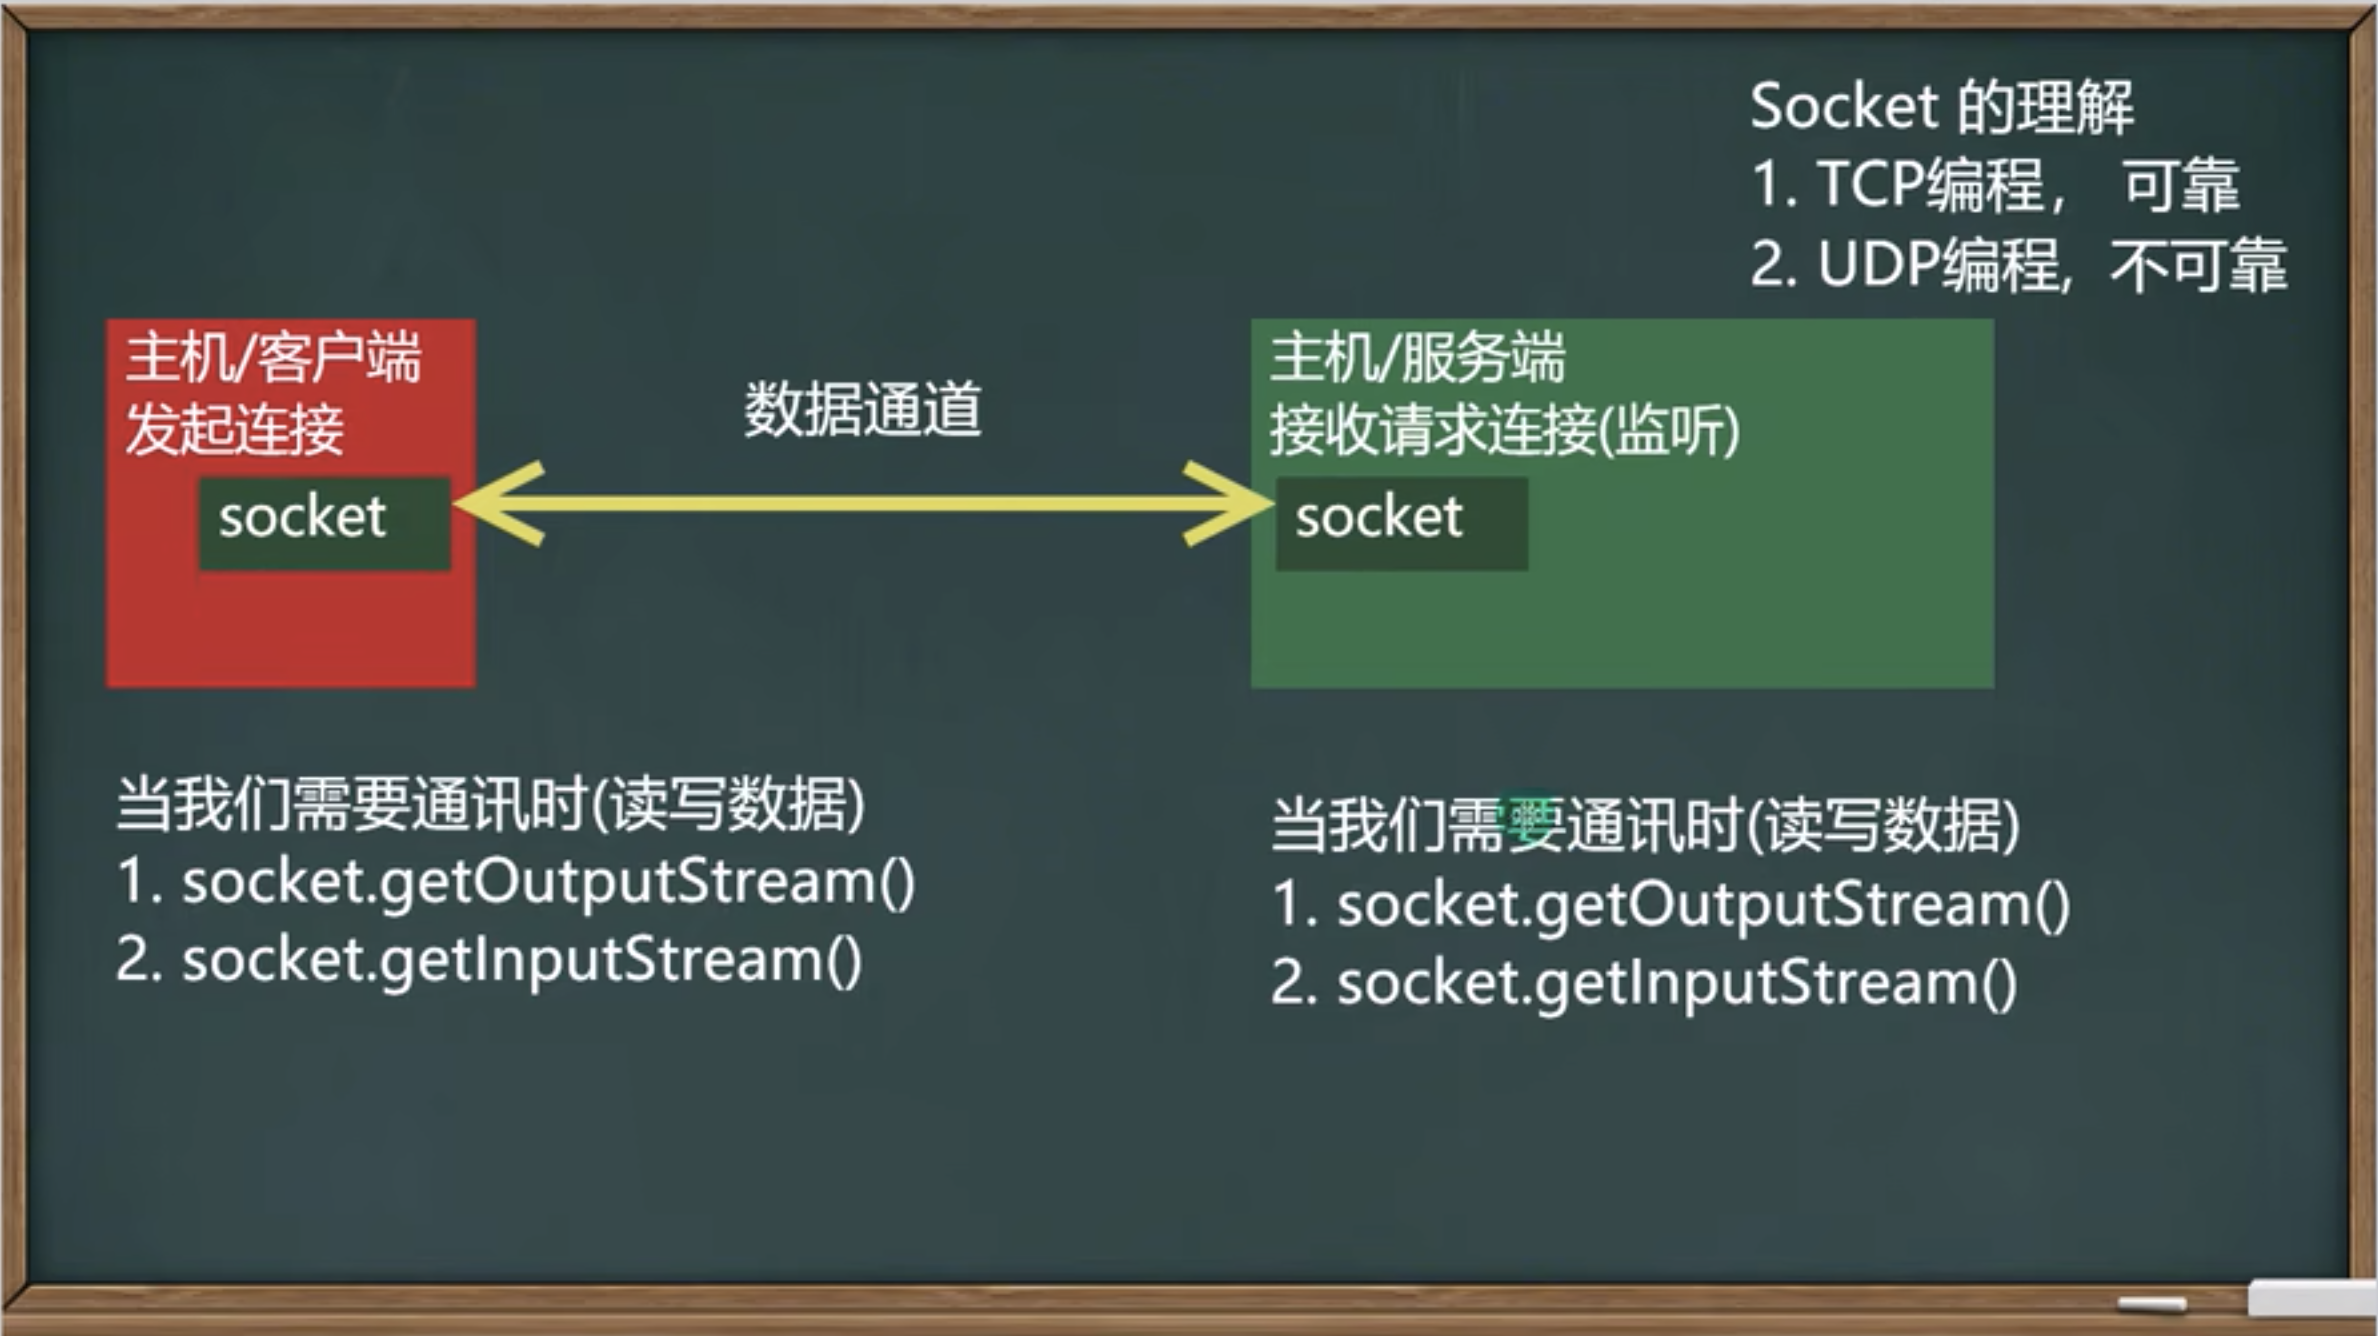 Socket 的理解
1. TCP编程， 可靠
2. UDP编程, 不可靠
主机/客户端
发起连接
socket
数据通道
主机/服务端
接收请求连接(监听)
socket
当我们需要通讯时(读写数据)
1. socket.getOutputStream()
2. socket.getInputStream()
当我们需要通讯时(读写数据)
1. socket.getOutputStream()
2. socket.getInputStream()